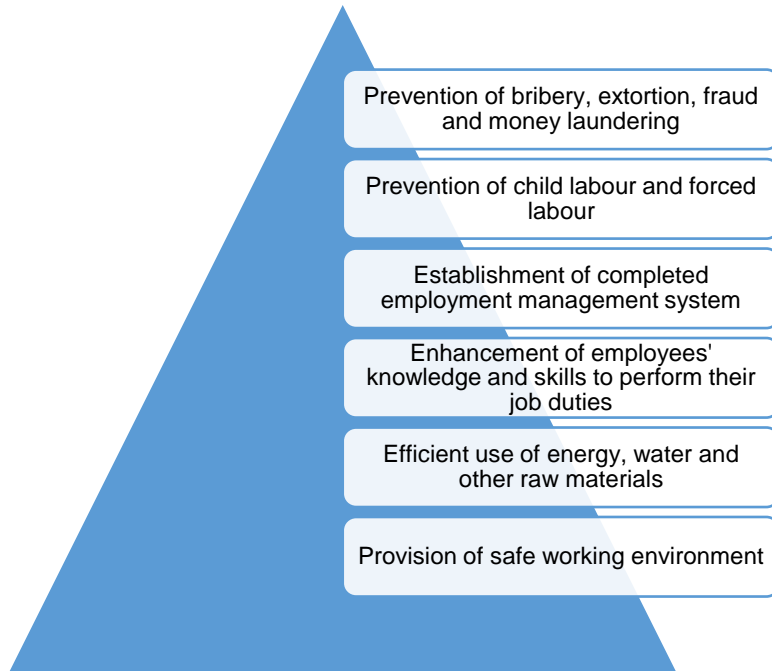 Prevention of bribery, extortion, fraud
and money laundering
Prevention of child labour and forced
labour
Establishment of completed
employment management system
Enhancement of employees'
knowledge and skills to perform their
job duties
Efficient use of energy, water and
other raw materials
Provision of safe working environment